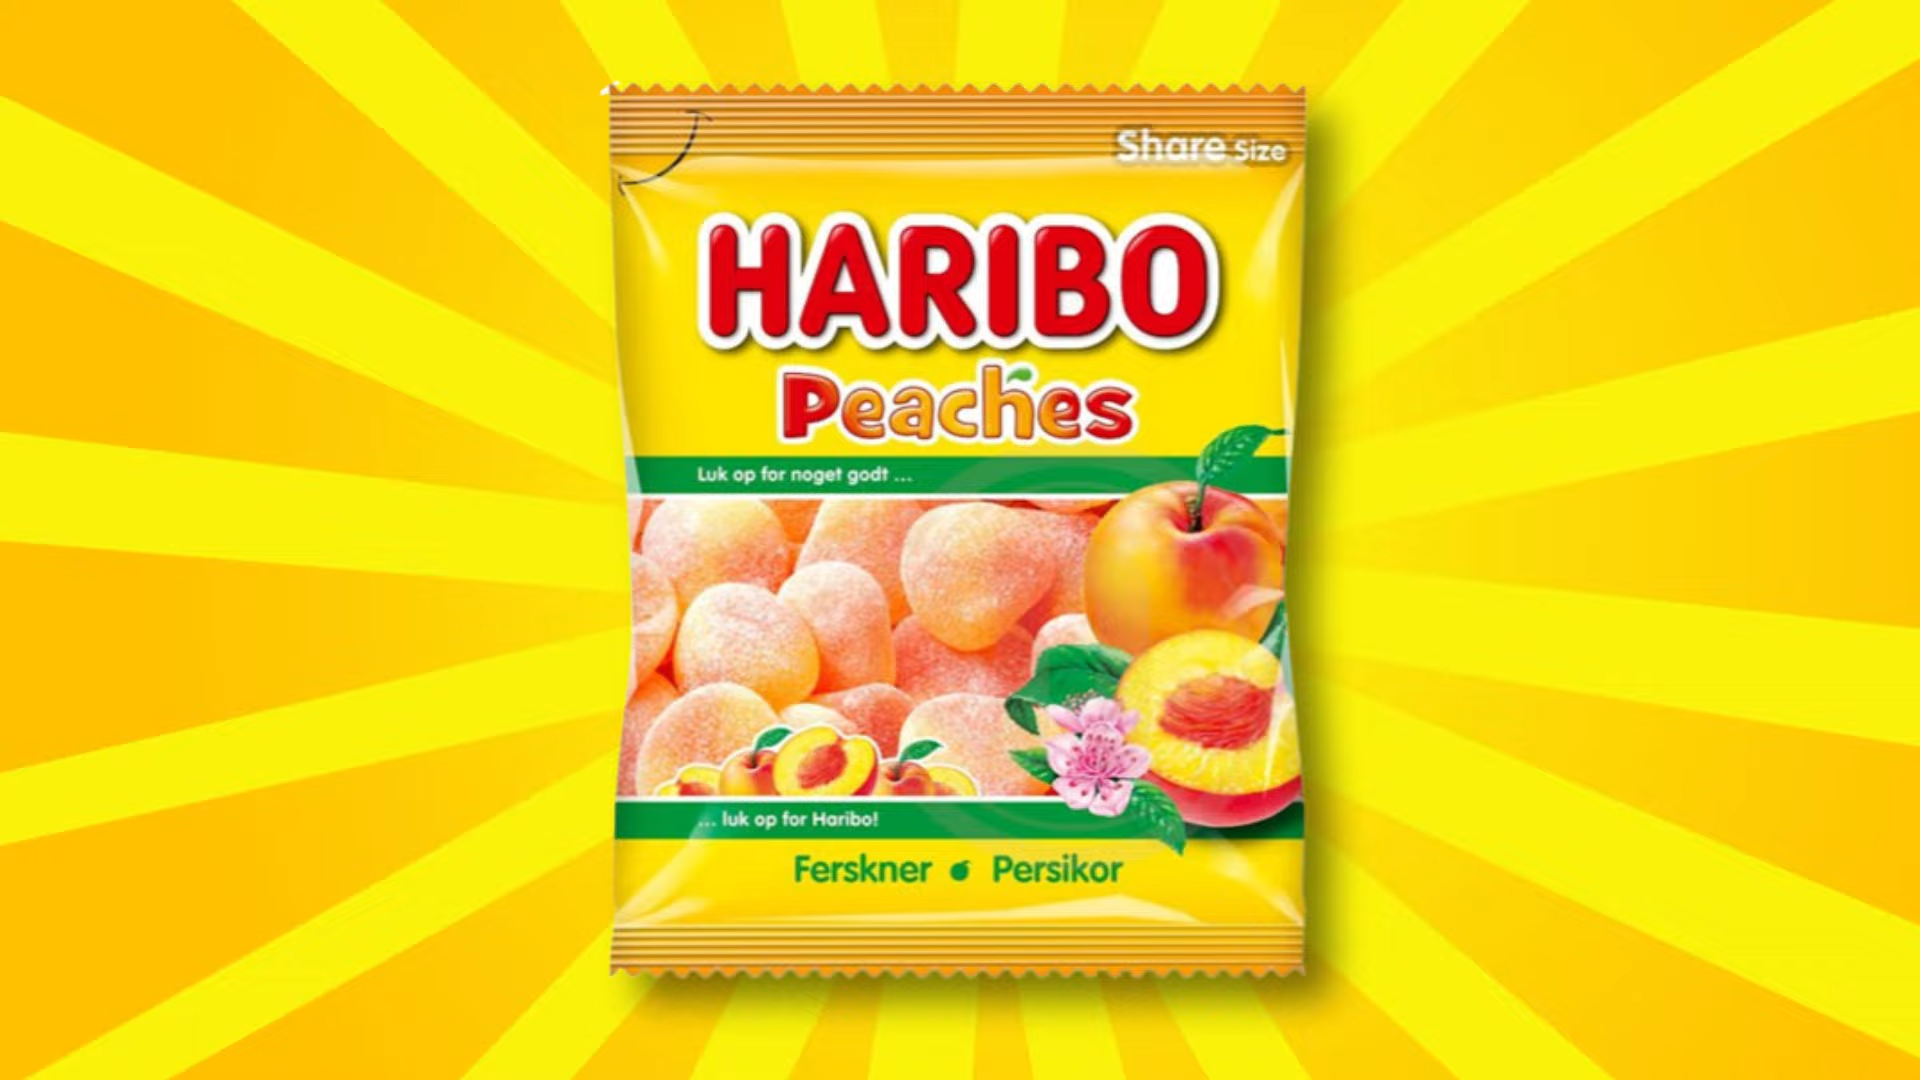 Share Size
HARIBO
Peaches
Luk op for noget godt ...
... luk op for Haribo!
Ferskner Persikor